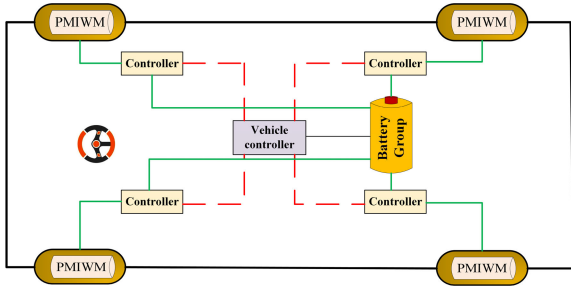 PMIWM
PMIWM
Controller
Controller
Vehicle
controller
Battery
Group
Controller
Controller
PMIWM
PMIWM